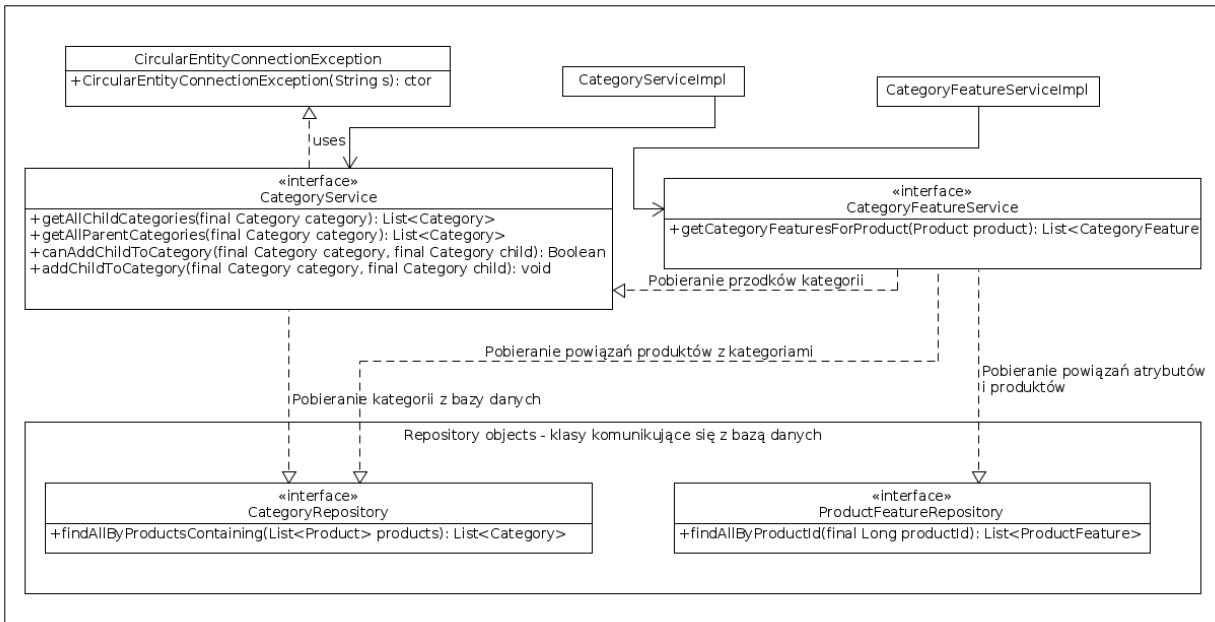 CircularEntityConnectionException
+CircularEntityConnectionException(String s): ctor
CategoryServiceImpl
CategoryFeatureServiceImpl
uses
«interface»
CategoryService
+getAllChildCategories(final Category category): List<Category>
+getAllParentCategories(final Category category): List<Category>
+canAddChildToCategory(final Category category, final Category child): Boolean
+addChildToCategory(final Category category, final Category child): void
«interface»
CategoryFeatureService
+getCategoryFeaturesForProduct(Product product): List<CategoryFeature
Pobieranie przodków kategorii
Pobieranie powiązań produktów z kategoriami
Pobieranie powiązań atrybutów
i produktów
Pobieranie kategorii z bazy danych
Repository objects - klasy komunikujące się z bazą danych
«interface»
CategoryRepository
+findAllByProductsContaining(List<Product> products): List<Category>
«interface»
ProductFeatureRepository
+findAllByProductId(final Long productId): List<ProductFeature>